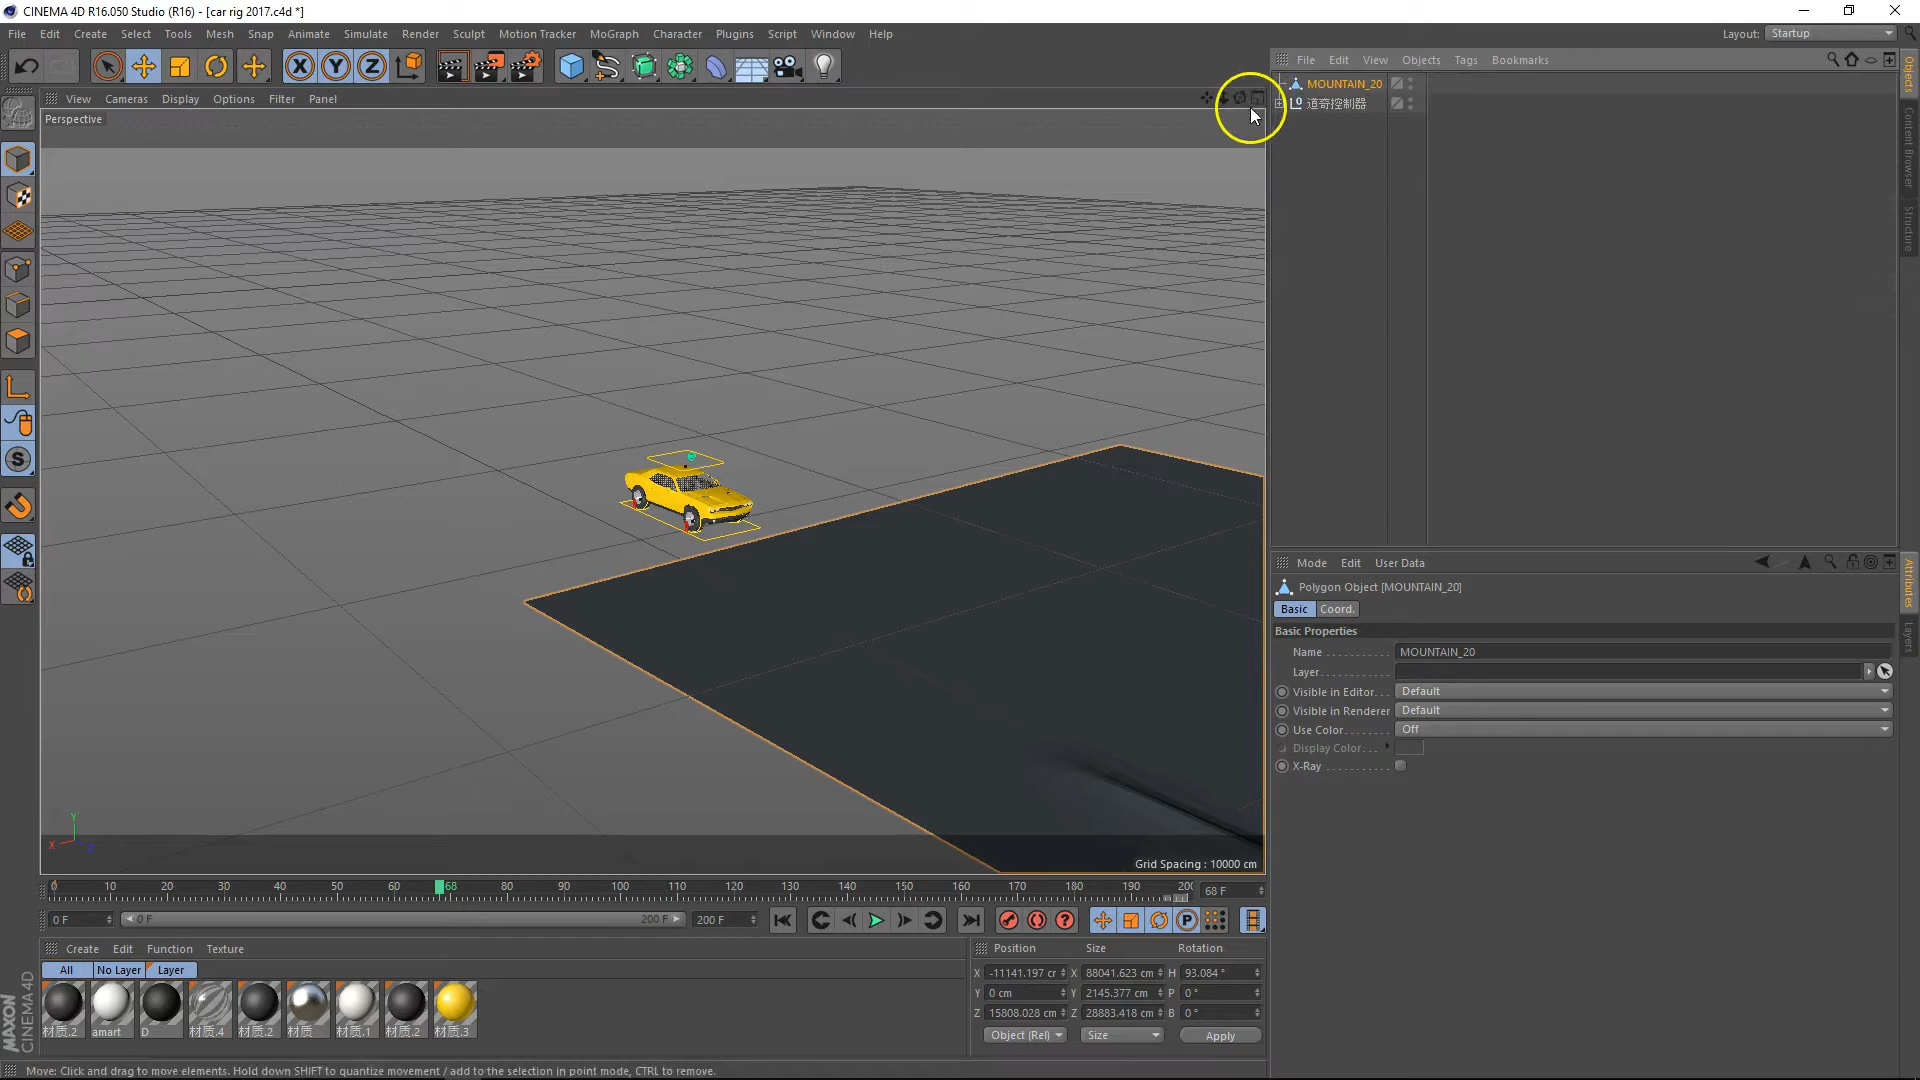 CINEMA 4D R16.050 Studio (R16) - [car rig 2017.c4d *]
File Edit Create Select Tools Mesh Snap Animate Simulate Render Sculpt Motion Tracker MoGraph Character Plugins Script Window Help
Layout: Startup
File Edit View Objects Tags Bookmarks
MOUNTAIN_20
道奇控制器
View Cameras Display Options Filter Panel
Perspective
Grid Spacing : 10000 cm
Objects
Content Browser
Structure
Mode Edit User Data
Polygon Object [MOUNTAIN_20]
Basic Coord.
Basic Properties
Name MOUNTAIN_20
Layer
Visible in Editor Default
Visible in Renderer Default
Use Color Off
Display Color
X-Ray
Attributes
Layers
0 10 20 30 40 50 60 68 80 90 100 110 120 130 140 150 160 170 180 190 200 68 F
0 F 0 F 200 F 200 F
Create Edit Function Texture
All No Layer Layer
材质.2 amart D 材质.4 材质.2 材质 材质.1 材质.2 材质.3
Position Size Rotation
X -11141.197 cr X 88041.623 cm H 93.084 °
Y 0 cm Y 2145.377 cm P 0 °
Z 15808.028 cm Z 28883.418 cm B 0 °
Object (Rel) Size Apply
MAXON
CINEMA 4D
Move: Click and drag to move elements. Hold down SHIFT to quantize movement / add to the selection in point mode, CTRL to remove.